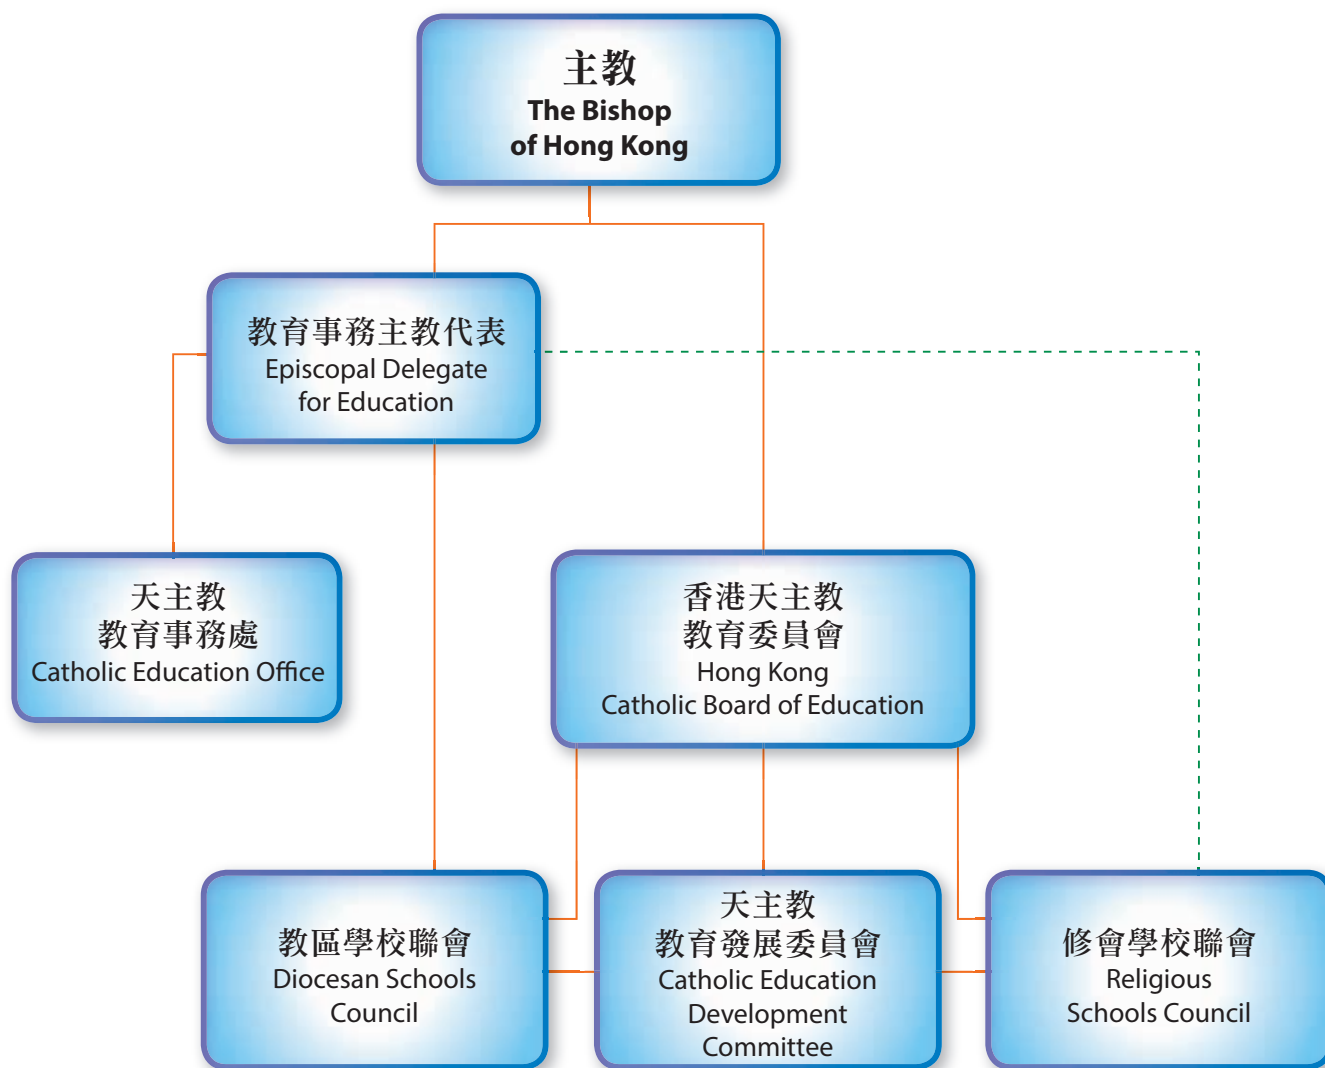 主教
The Bishop
of Hong Kong
教育事務主教代表
Episcopal Delegate
for Education
天主教
教育事務處
Catholic Education Office
香港天主教
教育委員會
Hong Kong
Catholic Board of Education
教區學校聯會
Diocesan Schools
Council
天主教
教育發展委員會
Catholic Education
Development
Committee
修會學校聯會
Religious
Schools Council